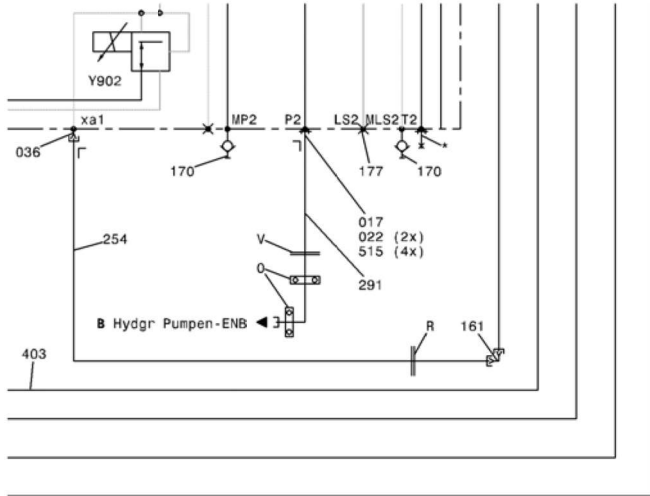 Y902
xa1
MP2
P2
LS2
MLS2
T2
036
170
177
170
*
017
022 (2x)
515 (4x)
254
V
O
291
B Hydgr Pumpen-ENB
R
161
403